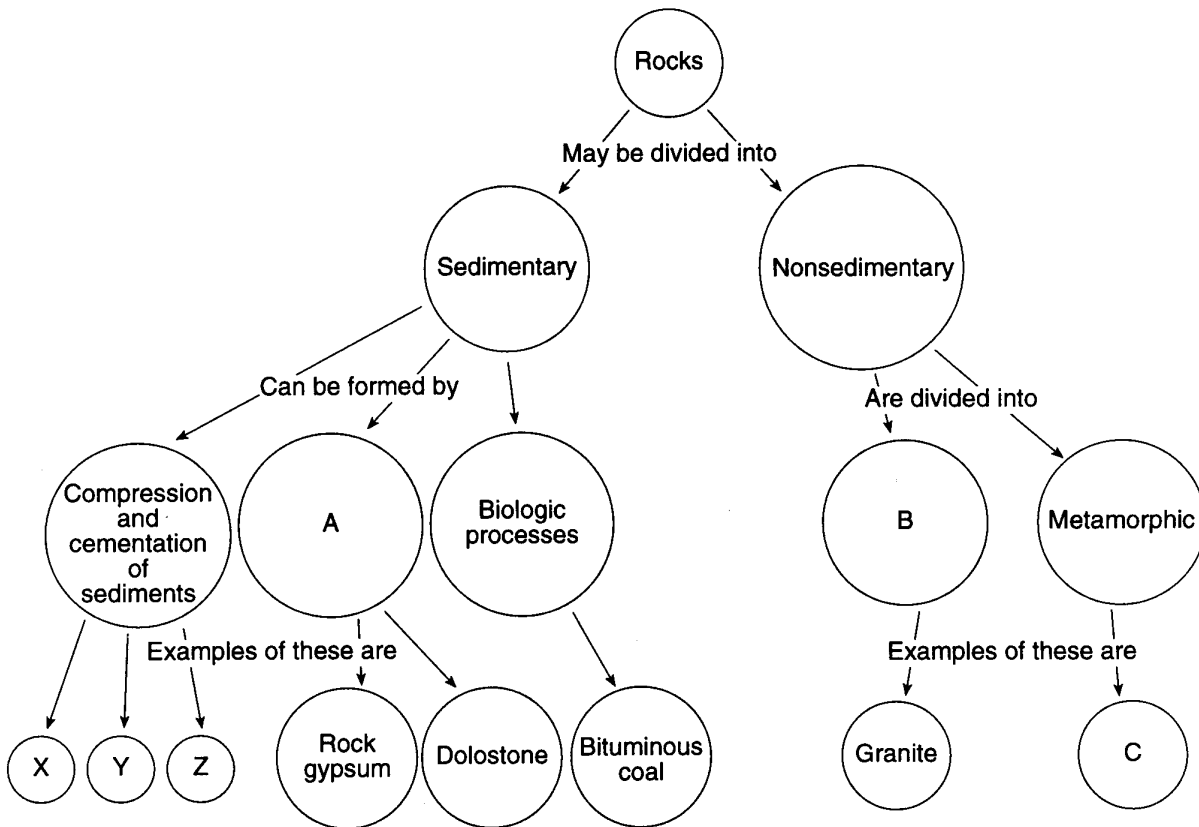 Rocks
May be divided into
Sedimentary
Nonsedimentary
Can be formed by
Are divided into
Compression
and
cementation
of
sediments
A
Biologic
processes
B
Metamorphic
Examples of these are
Examples of these are
X
Y
Z
Rock
gypsum
Dolostone
Bituminous
coal
Granite
C